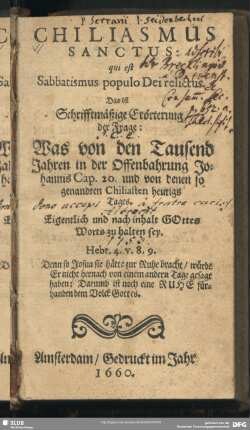 CHILIASMUS
SANCTUS
qui est
Sabbatismus populo Dei relictus.
Das ist
Schrifftmäßige Erörterung
der Frage:
Was von den Tausend
Jahren in der Offenbahrung Jo-
hannis Cap. 20. und von denen so
genandten Chiliasten heutigs
Tages,
Eigentlich und nach inhalt GOttes
Worts zu halten sey.
Hebr. 4. v. 8. 9.
Denn so Josua sie hätte zur Ruhe bracht / würde
Er nicht hernach von einem andern Tage gesagt
haben; Darumb ist noch eine RUHE für-
handen dem Volck Gottes.
Amsterdam / Gedruckt im Jahr
1660.
SLUB